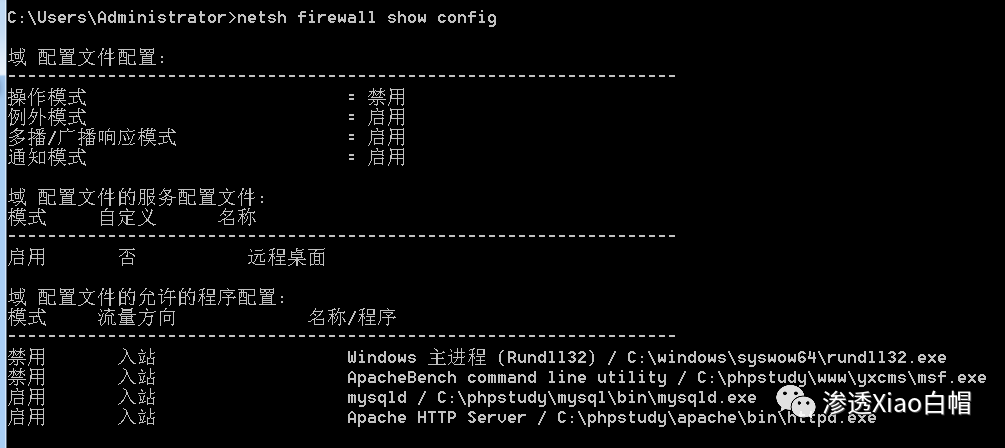 C:\Users\Administrator>netsh firewall show config
域 配置文件配置:
-------------------------------------------------------------------
操作模式 = 禁用
例外模式 = 启用
多播/广播响应模式 = 启用
通知模式 = 启用
域 配置文件的服务配置文件:
模式 自定义 名称
-------------------------------------------------------------------
启用 否 远程桌面
域 配置文件的允许的程序配置:
模式 流量方向 名称/程序
-------------------------------------------------------------------
禁用 入站 Windows 主进程 (Rundll32) / C:\windows\syswow64\rundll32.exe
禁用 入站 ApacheBench command line utility / C:\phpstudy\www\yxcms\msf.exe
启用 入站 mysqld / C:\phpstudy\mysql\bin\mysqld.exe
启用 入站 Apache HTTP Server / C:\phpstudy\apache\bin\httpd.exe
渗透Xiao白帽